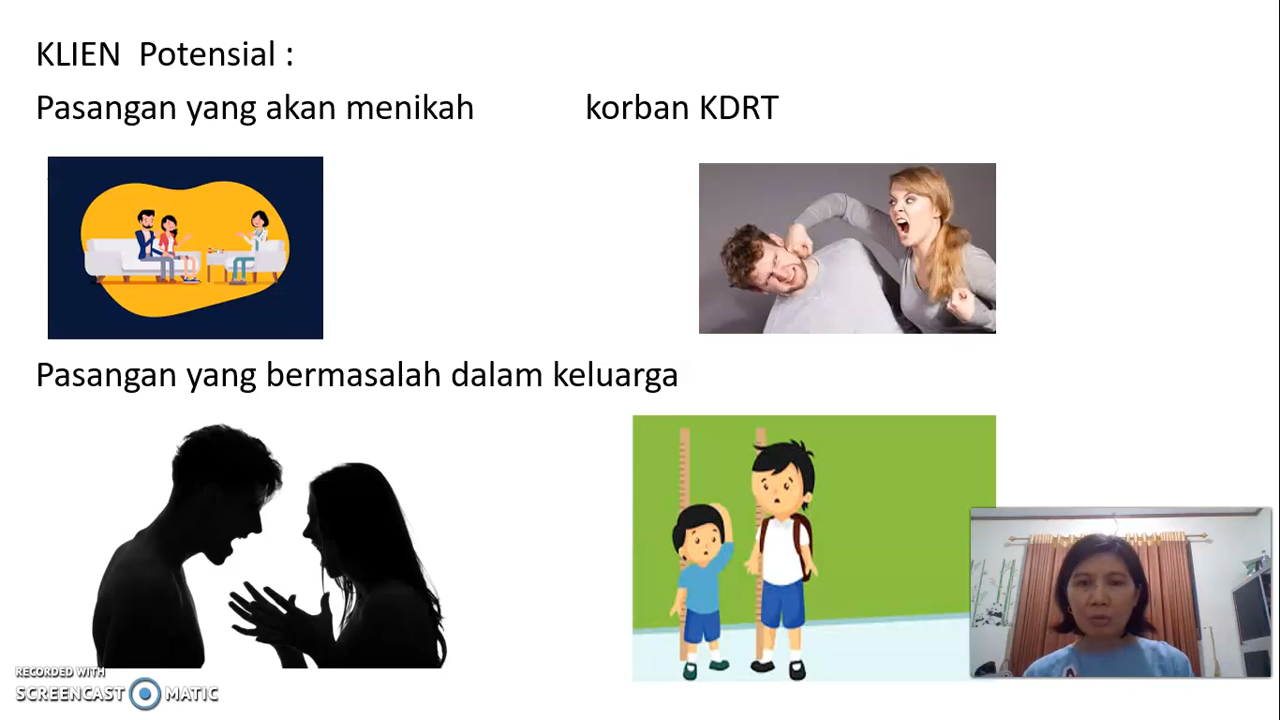 KLIEN Potensial :
Pasangan yang akan menikah
korban KDRT
Pasangan yang bermasalah dalam keluarga
RECORDED WITH
SCREENCAST MATIC